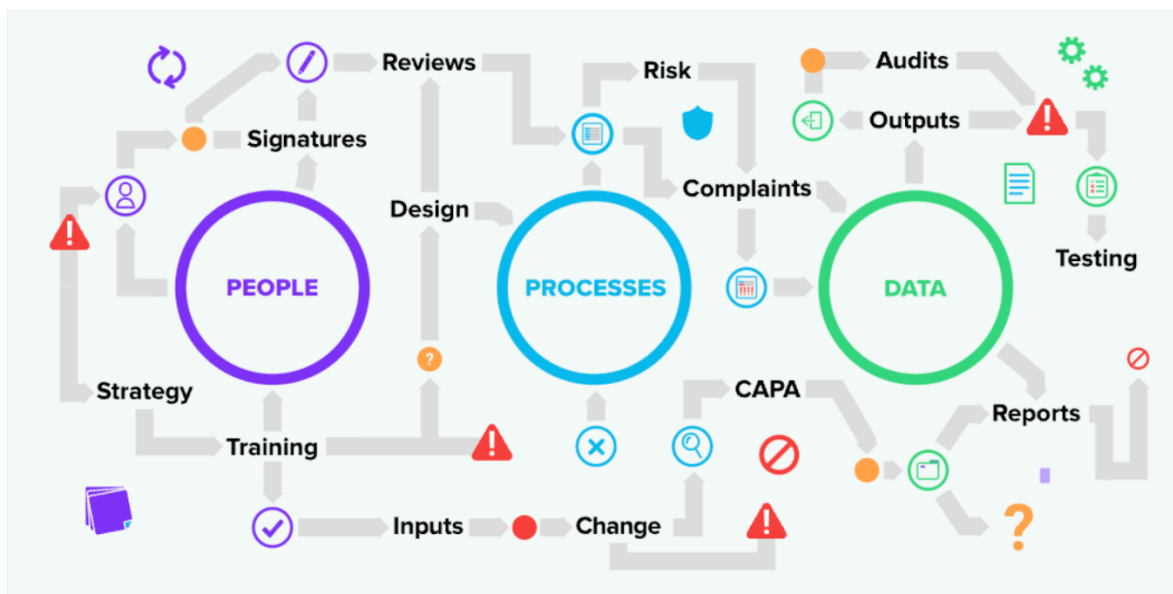 Reviews
Risk
Audits
Outputs
Signatures
Complaints
Design
Testing
PEOPLE
PROCESSES
DATA
?
Strategy
CAPA
Reports
Training
Inputs
Change
?